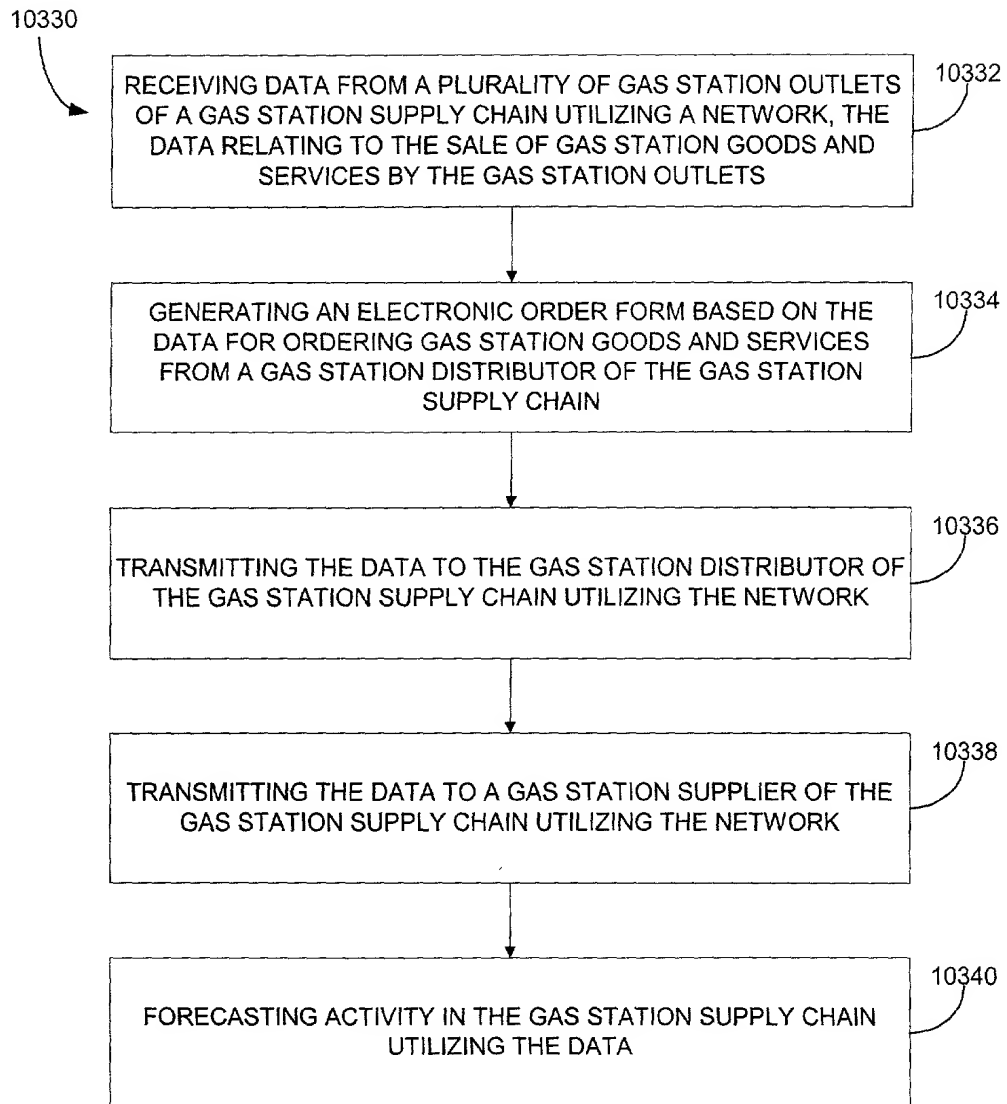 10330
RECEIVING DATA FROM A PLURALITY OF GAS STATION OUTLETS
OF A GAS STATION SUPPLY CHAIN UTILIZING A NETWORK, THE
DATA RELATING TO THE SALE OF GAS STATION GOODS AND
SERVICES BY THE GAS STATION OUTLETS
10332
GENERATING AN ELECTRONIC ORDER FORM BASED ON THE
DATA FOR ORDERING GAS STATION GOODS AND SERVICES
FROM A GAS STATION DISTRIBUTOR OF THE GAS STATION
SUPPLY CHAIN
10334
TRANSMITTING THE DATA TO THE GAS STATION DISTRIBUTOR OF
THE GAS STATION SUPPLY CHAIN UTILIZING THE NETWORK
10336
TRANSMITTING THE DATA TO A GAS STATION SUPPLIER OF THE
GAS STATION SUPPLY CHAIN UTILIZING THE NETWORK
10338
FORECASTING ACTIVITY IN THE GAS STATION SUPPLY CHAIN
UTILIZING THE DATA
10340